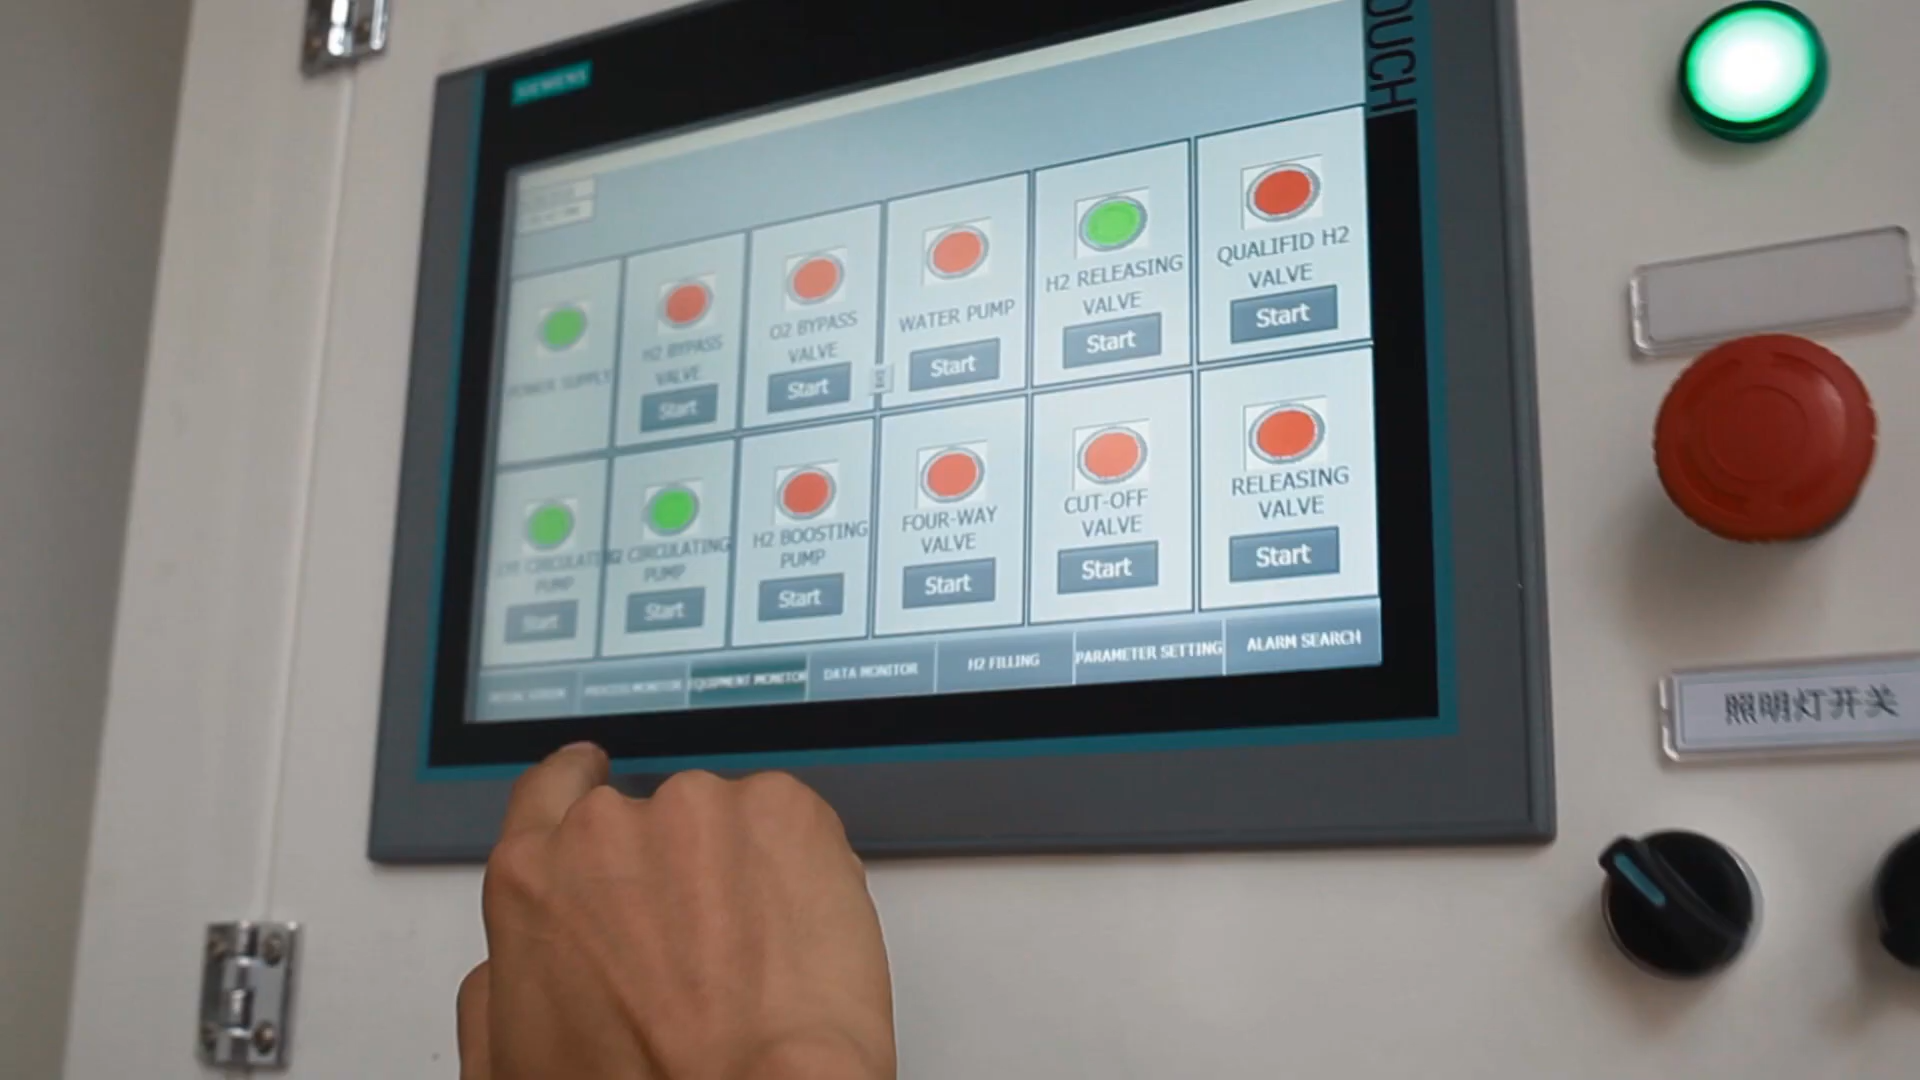 SIEMENS
OUCH
POWER SUPPLY
H2 BYPASS
VALVE
Start
O2 BYPASS
VALVE
Start
WATER PUMP
Start
H2 RELEASING
VALVE
Start
QUALIFID H2
VALVE
Start
CIRCULATI
PUMP
Start
CIRCULATING
PUMP
Start
H2 BOOSTING
PUMP
Start
FOUR-WAY
VALVE
Start
CUT-OFF
VALVE
Start
RELEASING
VALVE
Start
PROCESS MONITOR
EQUIPMENT MONITOR
DATA MONITOR
H2 FILLING
PARAMETER SETTING
ALARM SEARCH
照明灯开关